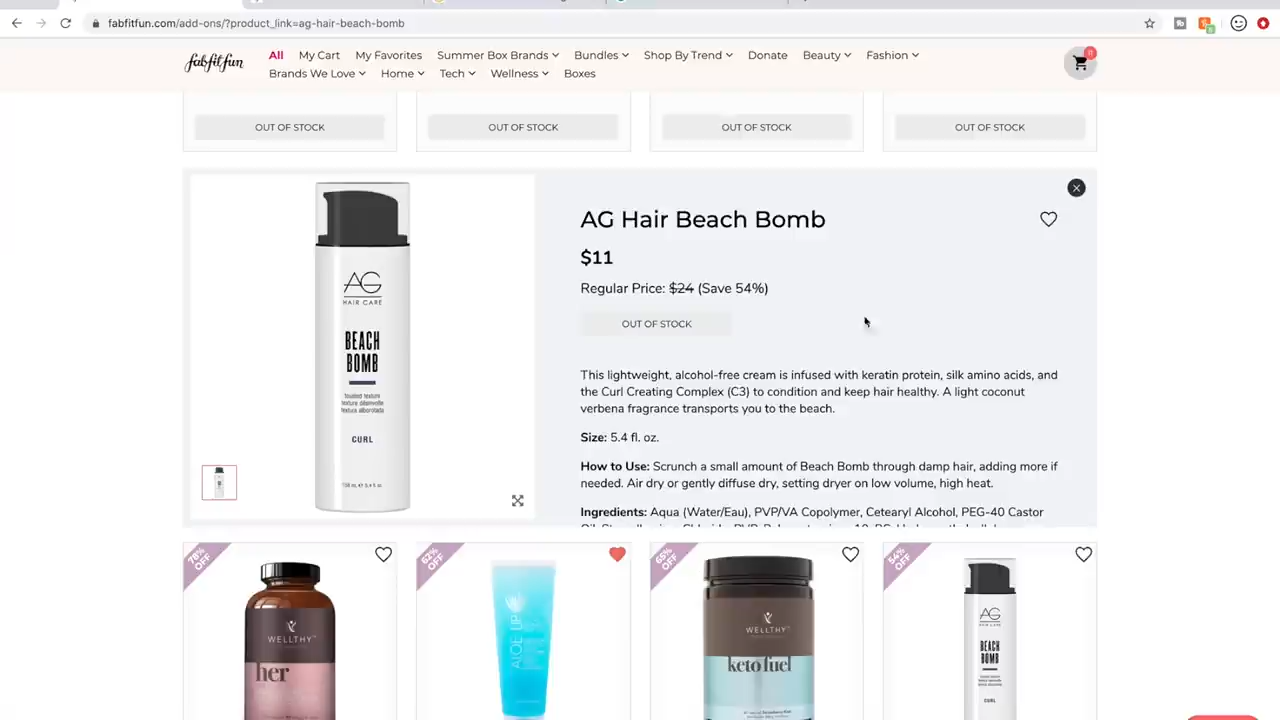 fabfitfun.com/add-ons/?product_link=ag-hair-beach-bomb
fabfitfun
All My Cart My Favorites Summer Box Brands Bundles Shop By Trend Donate Beauty Fashion
Brands We Love Home Tech Wellness Boxes
OUT OF STOCK OUT OF STOCK OUT OF STOCK OUT OF STOCK
AG Hair Beach Bomb
$11
Regular Price: $24 (Save 54%)
OUT OF STOCK
This lightweight, alcohol-free cream is infused with keratin protein, silk amino acids, and
the Curl Creating Complex (C3) to condition and keep hair healthy. A light coconut
verbena fragrance transports you to the beach.
Size: 5.4 fl. oz.
How to Use: Scrunch a small amount of Beach Bomb through damp hair, adding more if
needed. Air dry or gently diffuse dry, setting dryer on low volume, high heat.
Ingredients: Aqua (Water/Eau), PVP/VA Copolymer, Cetearyl Alcohol, PEG-40 Castor
AG
HAIR CARE
BEACH
BOMB
tousled texture
CURL
78% OFF
62% OFF
65% OFF
54% OFF
WELLTHY
her
ALOE UP
WELLTHY
keto fuel
AG
BEACH
BOMB
CURL